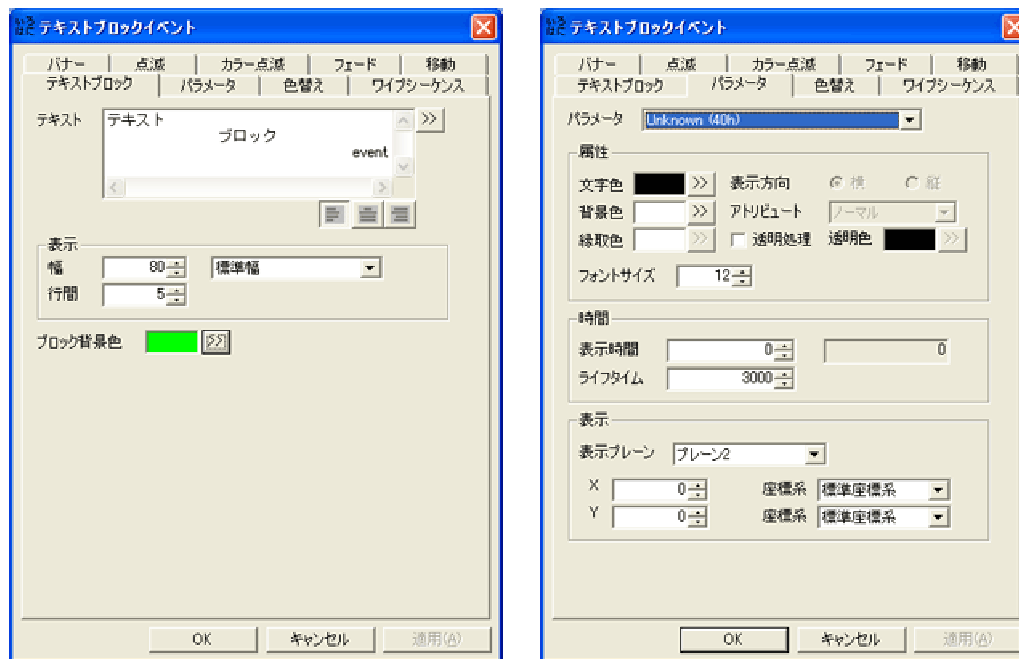 テキストブロックイベント
バナー 点滅 カラー点滅 フェード 移動
テキストブロック パラメータ 色替え ワイプシーケンス
テキスト テキスト >>
ブロック
event
表示
幅 80 標準幅
行間 5
ブロック背景色 >>
OK キャンセル 適用(A)
テキストブロックイベント
バナー 点滅 カラー点滅 フェード 移動
テキストブロック パラメータ 色替え ワイプシーケンス
パラメータ Unknown (40h)
属性
文字色 >> 表示方向 横 縦
背景色 >> アトリビュート ノーマル
縁取色 >> 透明処理 透明色 >>
フォントサイズ 12
時間
表示時間 0 0
ライフタイム 3000
表示
表示プレーン プレーン2
X 0 座標系 標準座標系
Y 0 座標系 標準座標系
OK キャンセル 適用(A)